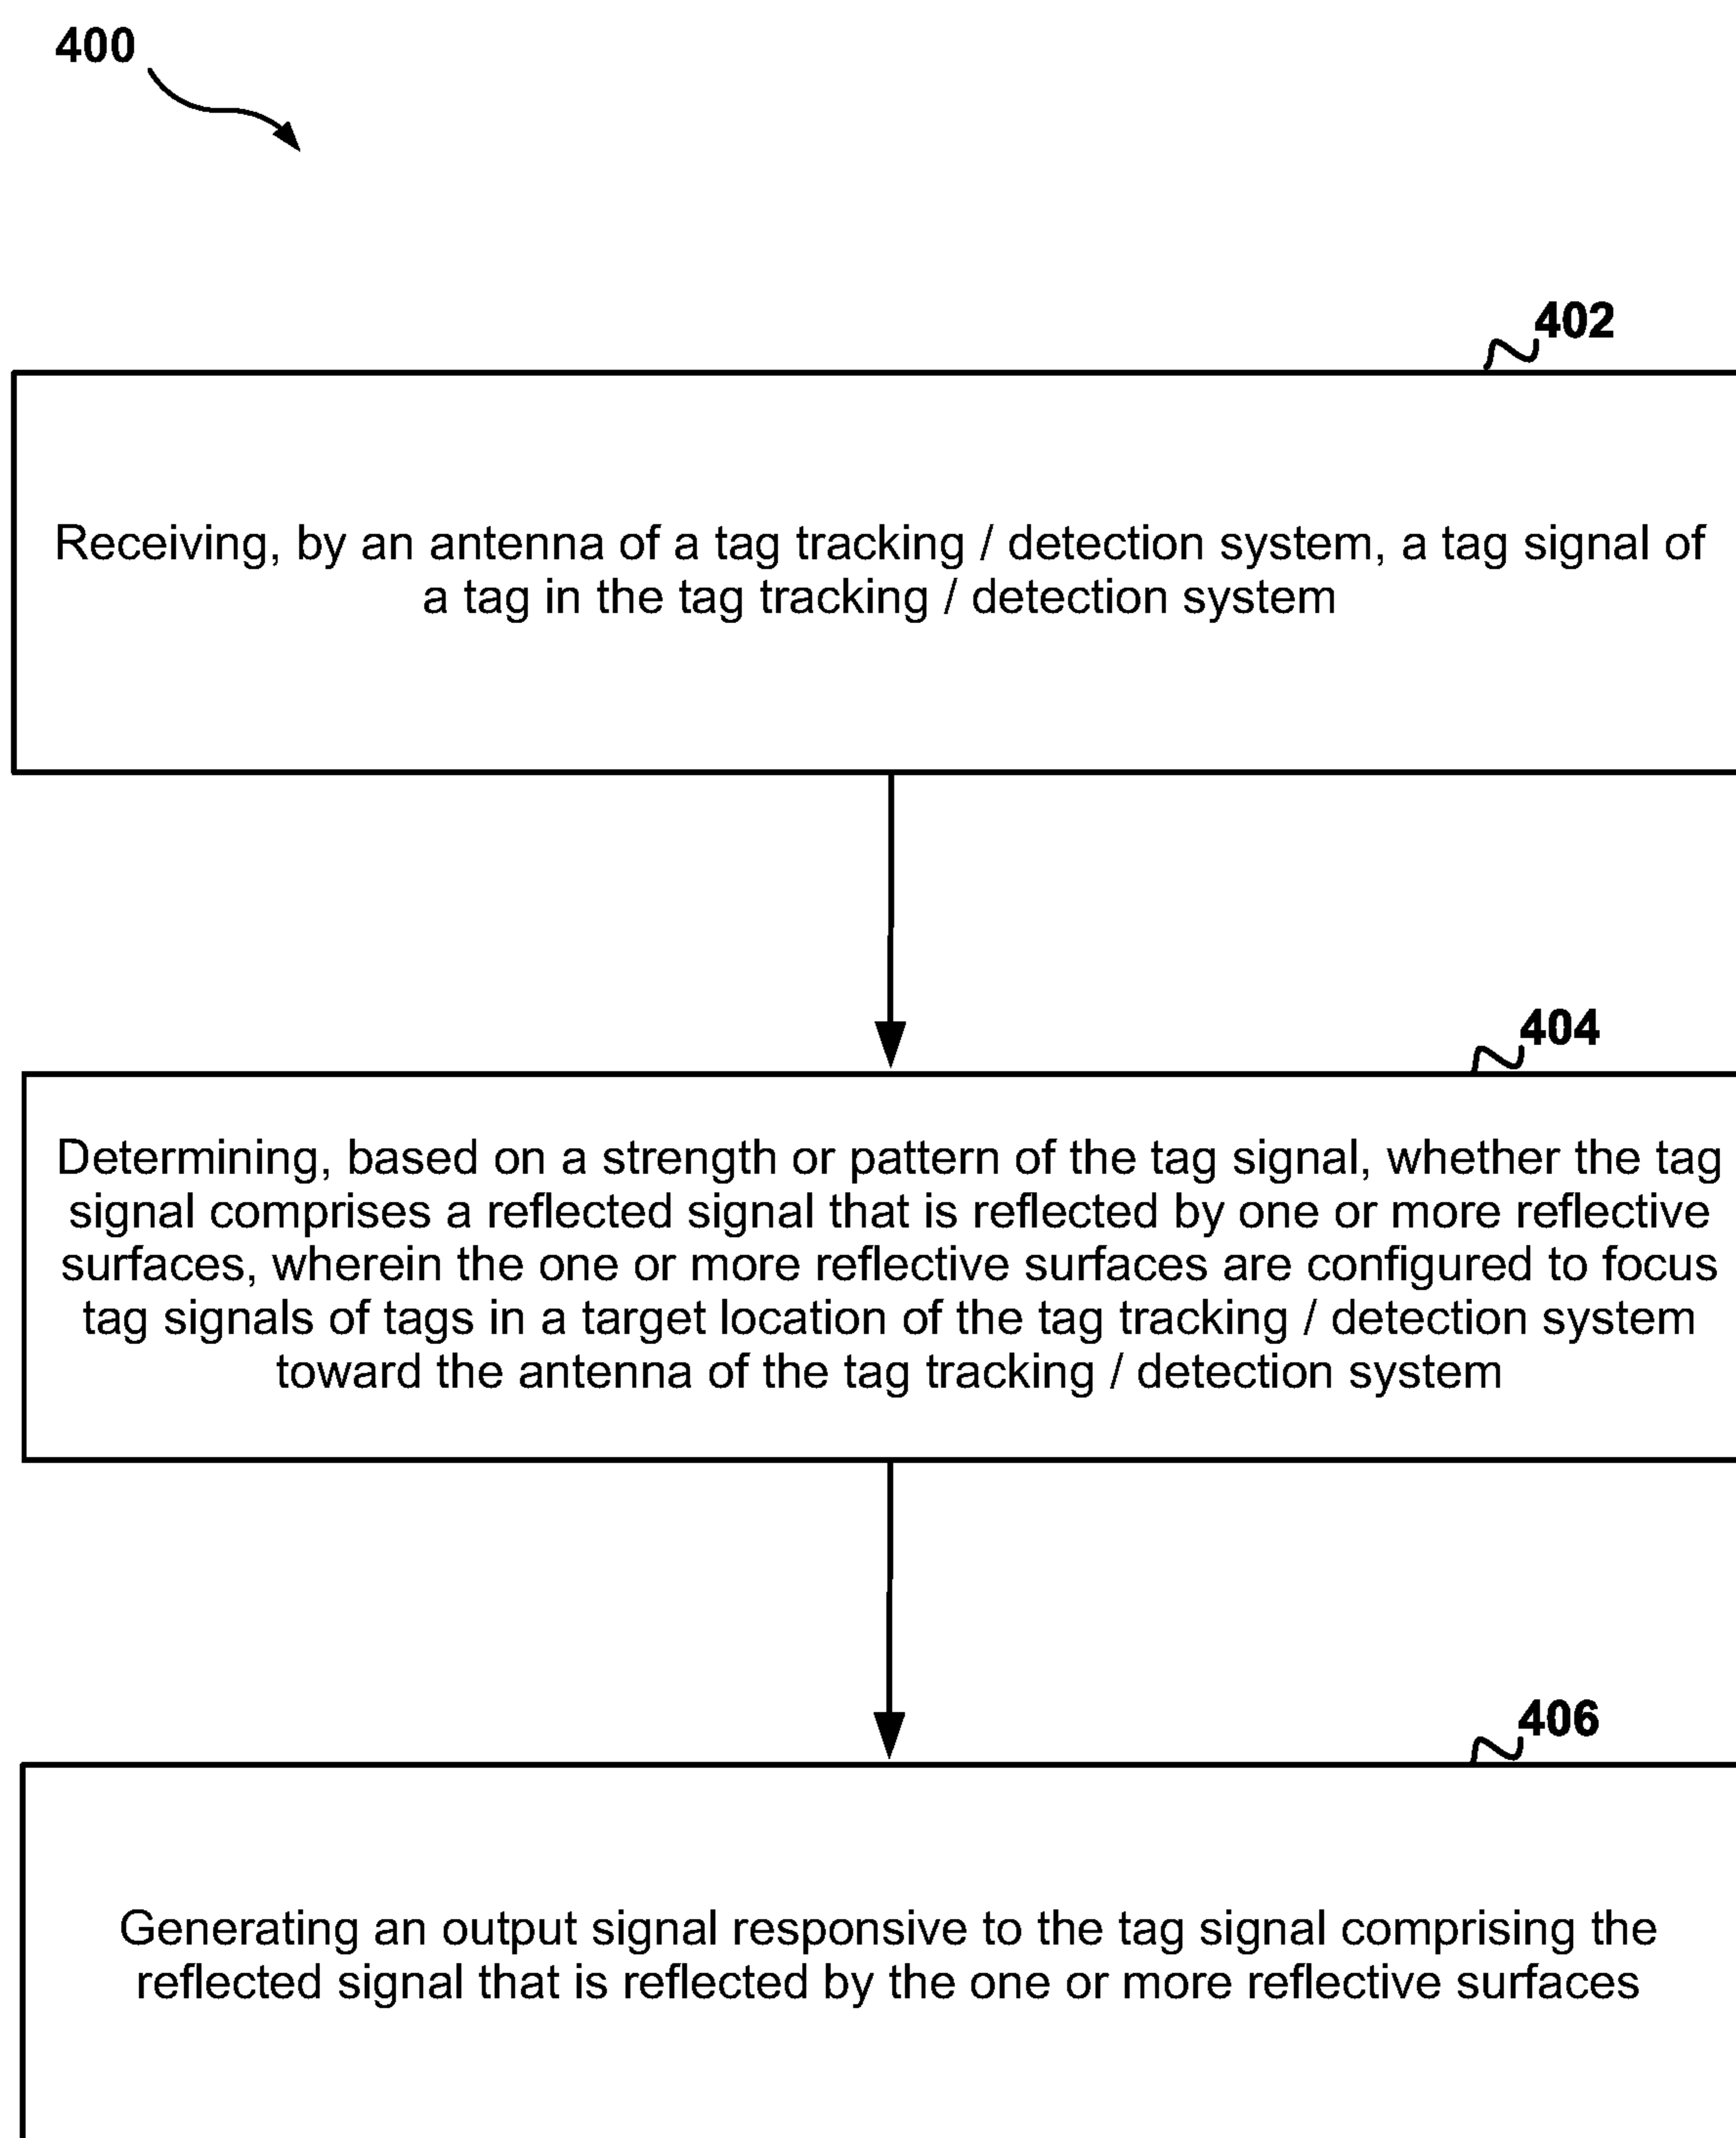 400
402
Receiving, by an antenna of a tag tracking / detection system, a tag signal of
a tag in the tag tracking / detection system
404
Determining, based on a strength or pattern of the tag signal, whether the tag
signal comprises a reflected signal that is reflected by one or more reflective
surfaces, wherein the one or more reflective surfaces are configured to focus
tag signals of tags in a target location of the tag tracking / detection system
toward the antenna of the tag tracking / detection system
406
Generating an output signal responsive to the tag signal comprising the
reflected signal that is reflected by the one or more reflective surfaces